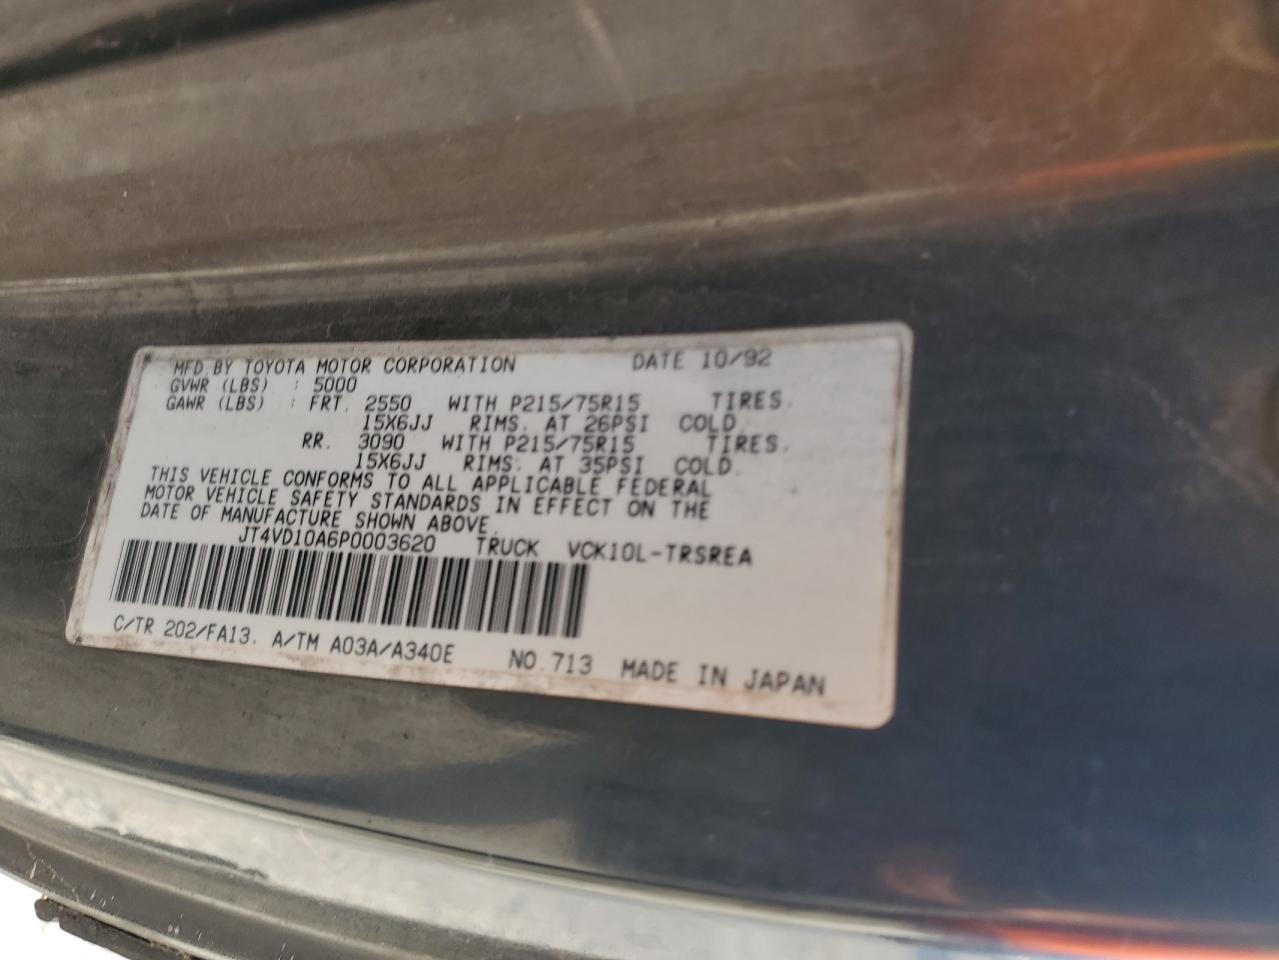 MFD BY TOYOTA MOTOR CORPORATION DATE 10/92
GVWR (LBS) : 5000
GAWR (LBS) : FRT. 2550 WITH P215/75R15 TIRES.
15X6JJ RIMS. AT 26PSI COLD.
RR. 3090 WITH P215/75R15 TIRES.
15X6JJ RIMS. AT 35PSI COLD.
THIS VEHICLE CONFORMS TO ALL APPLICABLE FEDERAL
MOTOR VEHICLE SAFETY STANDARDS IN EFFECT ON THE
DATE OF MANUFACTURE SHOWN ABOVE.
JT4VD10A6P0003620 TRUCK VCK10L-TRSREA
C/TR 202/FA13. A/TM A03A/A340E NO.713 MADE IN JAPAN